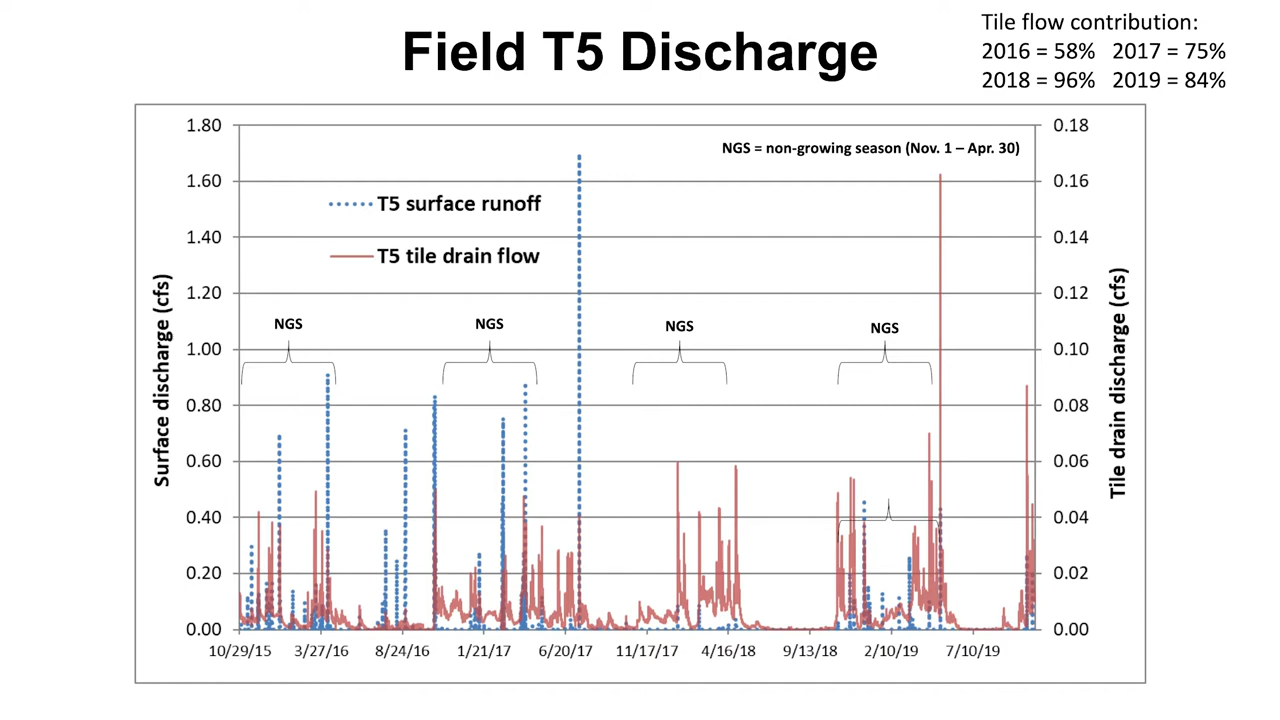 Field T5 Discharge
Tile flow contribution:
2016 = 58% 2017 = 75%
2018 = 96% 2019 = 84%
NGS = non-growing season (Nov. 1 – Apr. 30)
T5 surface runoff
T5 tile drain flow
NGS NGS NGS NGS
Surface discharge (cfs)
1.80
1.60
1.40
1.20
1.00
0.80
0.60
0.40
0.20
0.00
0.18
0.16
0.14
0.12
0.10
0.08
0.06
0.04
0.02
0.00
Tile drain discharge (cfs)
10/29/15 3/27/16 8/24/16 1/21/17 6/20/17 11/17/17 4/16/18 9/13/18 2/10/19 7/10/19